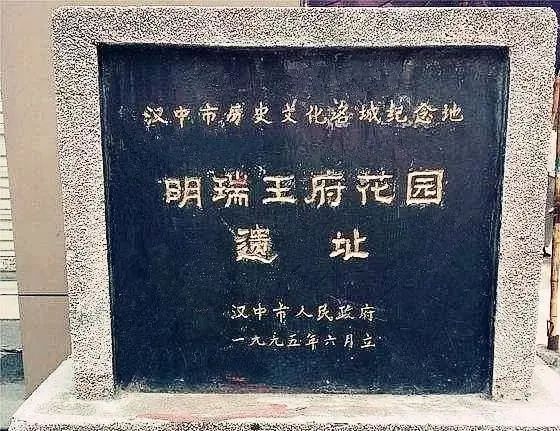 汉中市历史文化名城纪念地
明瑞王府花园
遗址
汉中市人民政府
一九九五年六月立